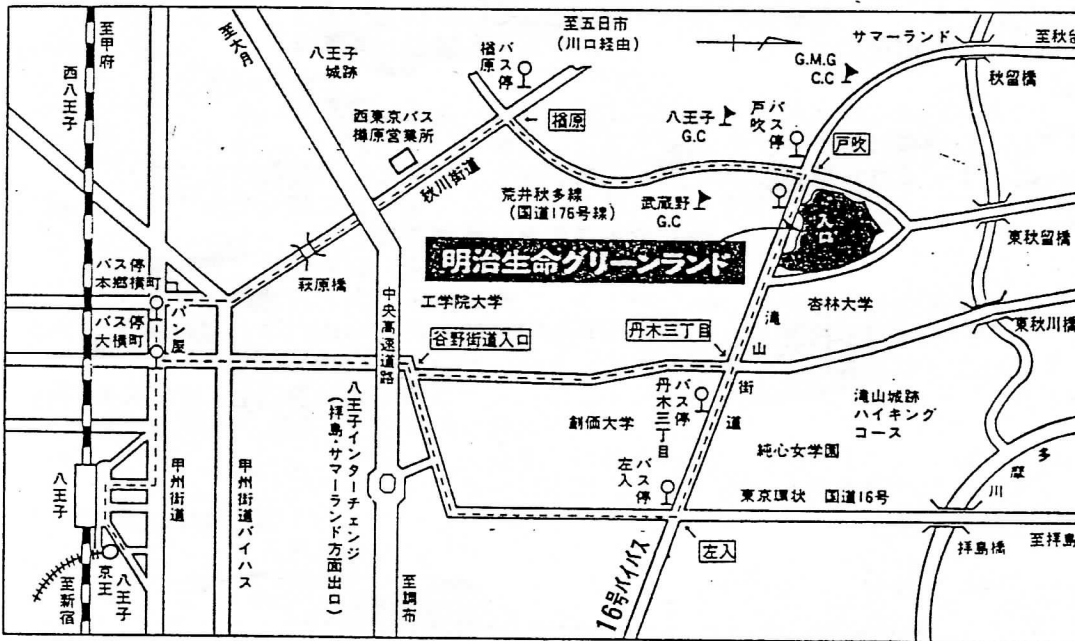 至甲府
西八王子
至大月
八王子
城跡
楢原
バス停
至五日市
(川口経由)
サマーランド
至秋留
G.M.G
C.C
秋留橋
西東京バス
樽原営業所
楢原
八王子
G.C
戸吹
バス停
戸吹
秋川街道
荒井秋多線
(国道176号線)
武蔵野
G.C
入口
東秋留橋
明治生命グリーンランド
バス停
本郷横町
萩原橋
中央高速道路
工学院大学
杏林大学
バス停
大横町
パン屋
谷野街道入口
丹木三丁目
滝山街道
東秋川橋
創価大学
丹木三丁目
バス停
滝山城跡
ハイキング
コース
純心女学園
八王子
甲州街道
甲州街道バイパス
八王子インターチェンジ
(拝島・サマーランド方面出口)
左入
バス停
東京環状 国道16号
多摩川
拝島橋
至拝島
左入
京王
八王子
至新宿
至調布
16号バイパス